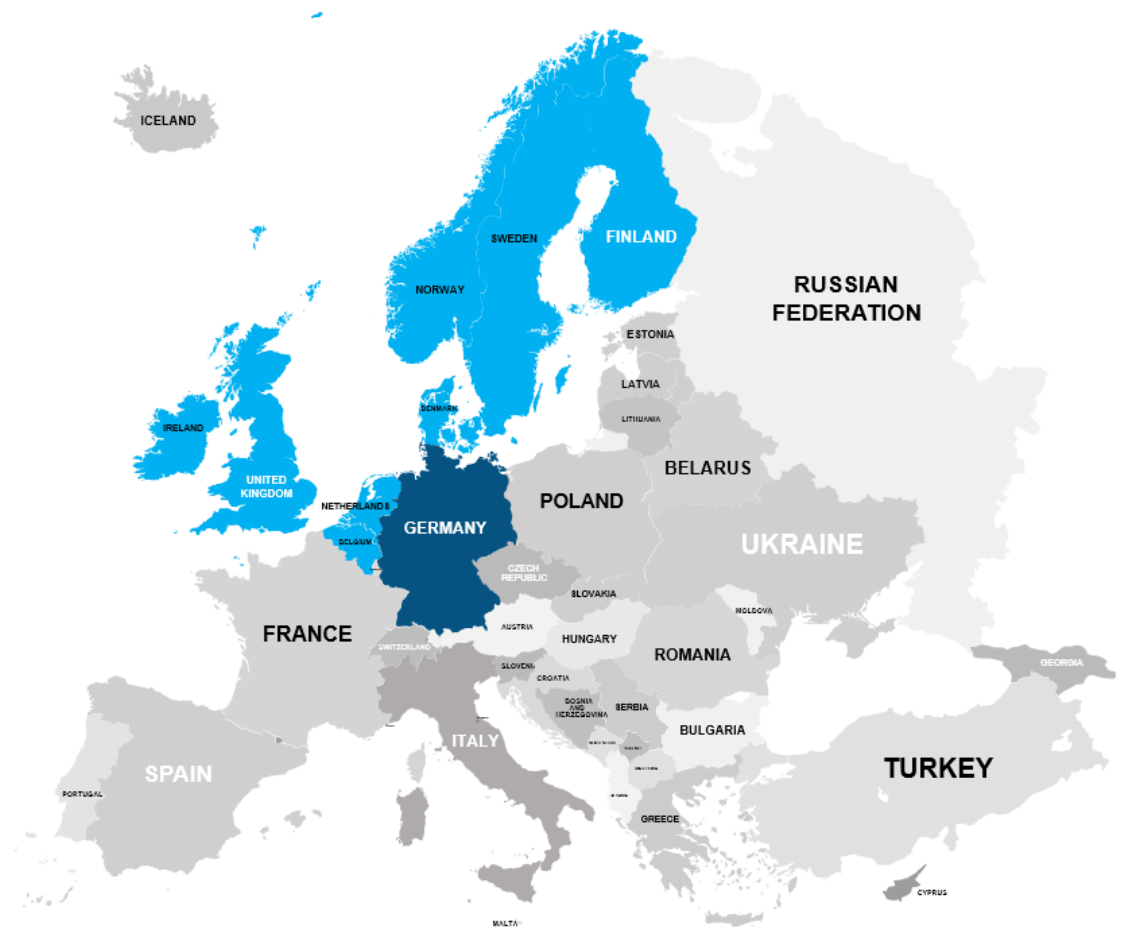 ICELAND
SWEDEN
FINLAND
NORWAY
RUSSIAN
FEDERATION
ESTONIA
LATVIA
LITHUANIA
DENMARK
IRELAND
UNITED
KINGDOM
NETHERLANDS
BELGIUM
GERMANY
POLAND
BELARUS
UKRAINE
CZECH
REPUBLIC
SLOVAKIA
FRANCE
SWITZERLAND
AUSTRIA
HUNGARY
MOLDOVA
ROMANIA
SLOVENI
CROATIA
BOSNIA
AND
HERZEGOVINA
SERBIA
GEORGIA
ITALY
BULGARIA
SPAIN
PORTUGAL
TURKEY
GREECE
CYPRUS
MALTA